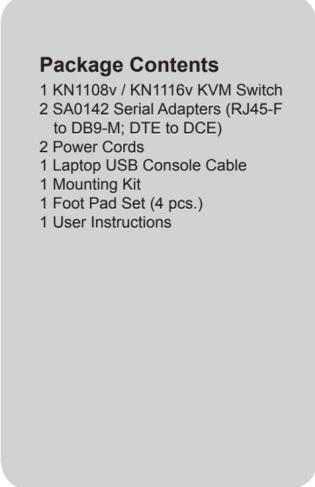 Package Contents
1 KN1108v / KN1116v KVM Switch
2 SA0142 Serial Adapters (RJ45-F
to DB9-M; DTE to DCE)
2 Power Cords
1 Laptop USB Console Cable
1 Mounting Kit
1 Foot Pad Set (4 pcs.)
1 User Instructions